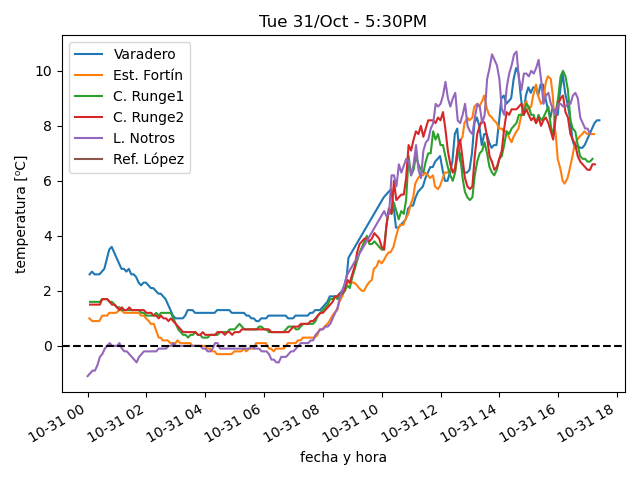 Tue 31/Oct - 5:30PM
Varadero
Est. Fortín
C. Runge1
C. Runge2
L. Notros
Ref. López
temperatura [ºC]
10
8
6
4
2
0
10-31 00
10-31 02
10-31 04
10-31 06
10-31 08
10-31 10
10-31 12
10-31 14
10-31 16
10-31 18
fecha y hora